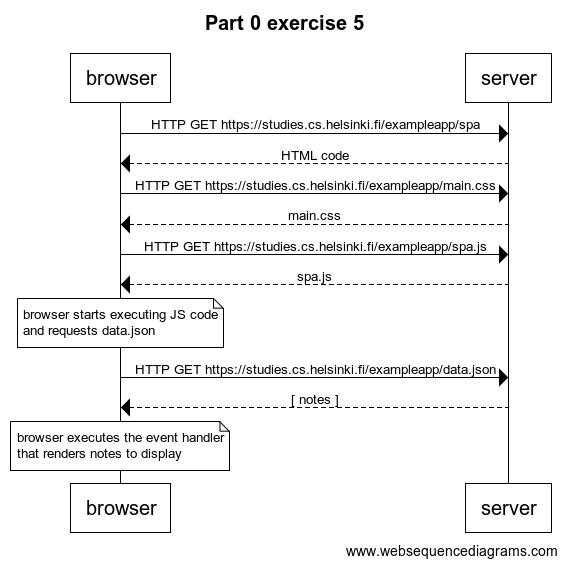 Part 0 exercise 5
browser
server
HTTP GET https://studies.cs.helsinki.fi/exampleapp/spa
HTML code
HTTP GET https://studies.cs.helsinki.fi/exampleapp/main.css
main.css
HTTP GET https://studies.cs.helsinki.fi/exampleapp/spa.js
spa.js
browser starts executing JS code
and requests data.json
HTTP GET https://studies.cs.helsinki.fi/exampleapp/data.json
[ notes ]
browser executes the event handler
that renders notes to display
browser
server
www.websequencediagrams.com